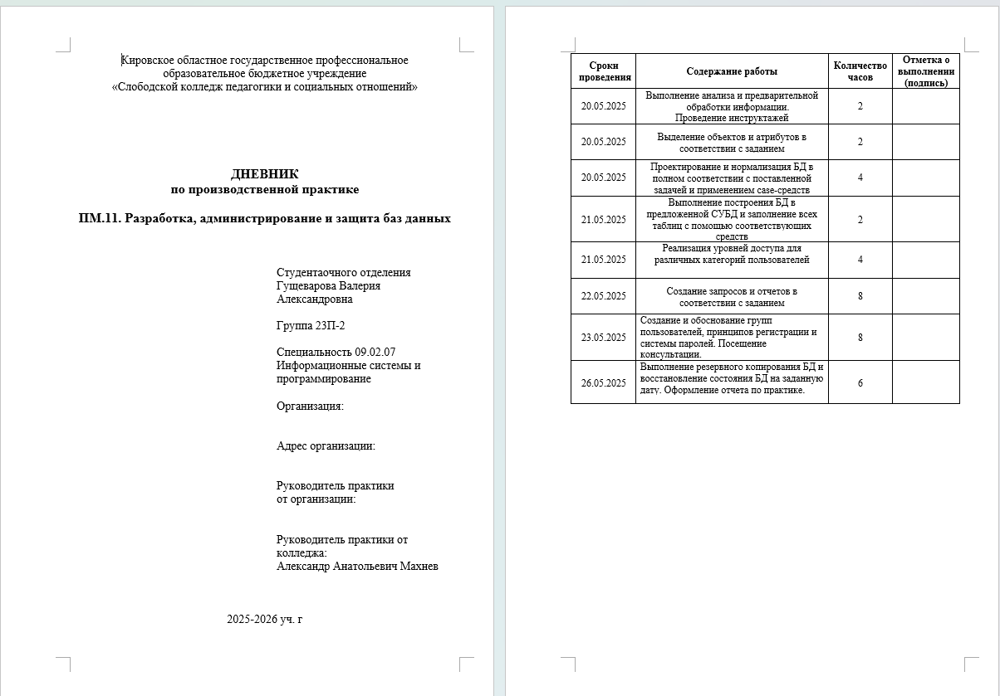 Кировское областное государственное профессиональное
образовательное бюджетное учреждение
«Слободской колледж педагогики и социальных отношений»
ДНЕВНИК
по производственной практике
ПМ.11. Разработка, администрирование и защита баз данных
Студентаочного отделения
Гущеварова Валерия
Александровна
Группа 23П-2
Специальность 09.02.07
Информационные системы и
программирование
Организация:
Адрес организации:
Руководитель практики
от организации:
Руководитель практики от
колледжа:
Александр Анатольевич Махнев
2025-2026 уч. г
Сроки
проведения
Содержание работы
Количество
часов
Отметка о
выполнении
(подпись)
20.05.2025
Выполнение анализа и предварительной
обработки информации.
Проведение инструктажей
2
20.05.2025
Выделение объектов и атрибутов в
соответствии с заданием
2
20.05.2025
Проектирование и нормализация БД в
полном соответствии с поставленной
задачей и применением case-средств
4
21.05.2025
Выполнение построения БД в
предложенной СУБД и заполнение всех
таблиц с помощью соответствующих
средств
2
21.05.2025
Реализация уровней доступа для
различных категорий пользователей
4
22.05.2025
Создание запросов и отчетов в
соответствии с заданием
8
23.05.2025
Создание и обоснование групп
пользователей, принципов регистрации и
системы паролей. Посещение
консультации.
8
26.05.2025
Выполнение резервного копирования БД и
восстановление состояния БД на заданную
дату. Оформление отчета по практике.
6